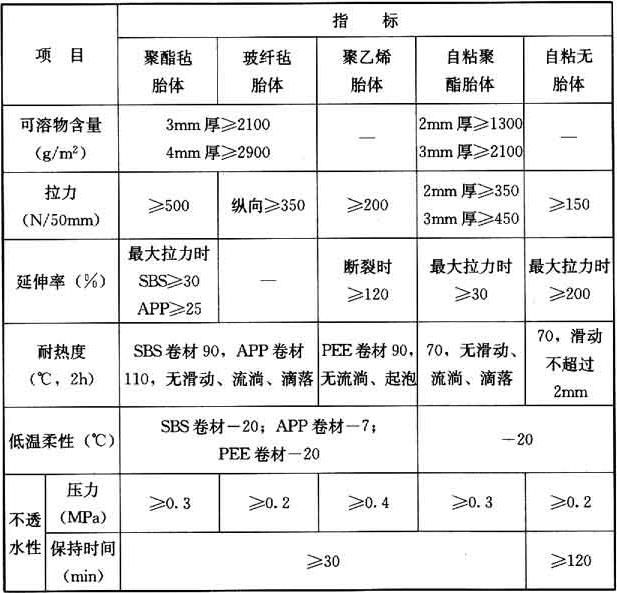 项 目
指 标
聚酯毡
胎体
玻纤毡
胎体
聚乙烯
胎体
自粘聚
酯胎体
自粘无
胎体
可溶物含量
(g/m²)
3mm 厚≥2100
4mm 厚≥2900
—
2mm 厚≥1300
3mm 厚≥2100
—
拉力
(N/50mm)
≥500
纵向≥350
≥200
2mm 厚≥350
3mm 厚≥450
≥150
延伸率(%)
最大拉力时
SBS≥30
APP≥25
—
断裂时
≥120
最大拉力时
≥30
最大拉力时
≥200
耐热度
(℃，2h)
SBS 卷材 90，APP 卷材
110，无滑动、流淌、滴落
PEE 卷材 90，
无流淌、起泡
70，无滑动、
流淌、滴落
70，滑动
不超过
2mm
低温柔性(℃)
SBS 卷材−20；APP 卷材−7；
PEE 卷材−20
−20
不透
水性
压力
(MPa)
≥0.3
≥0.2
≥0.4
≥0.3
≥0.2
保持时间
(min)
≥30
≥120